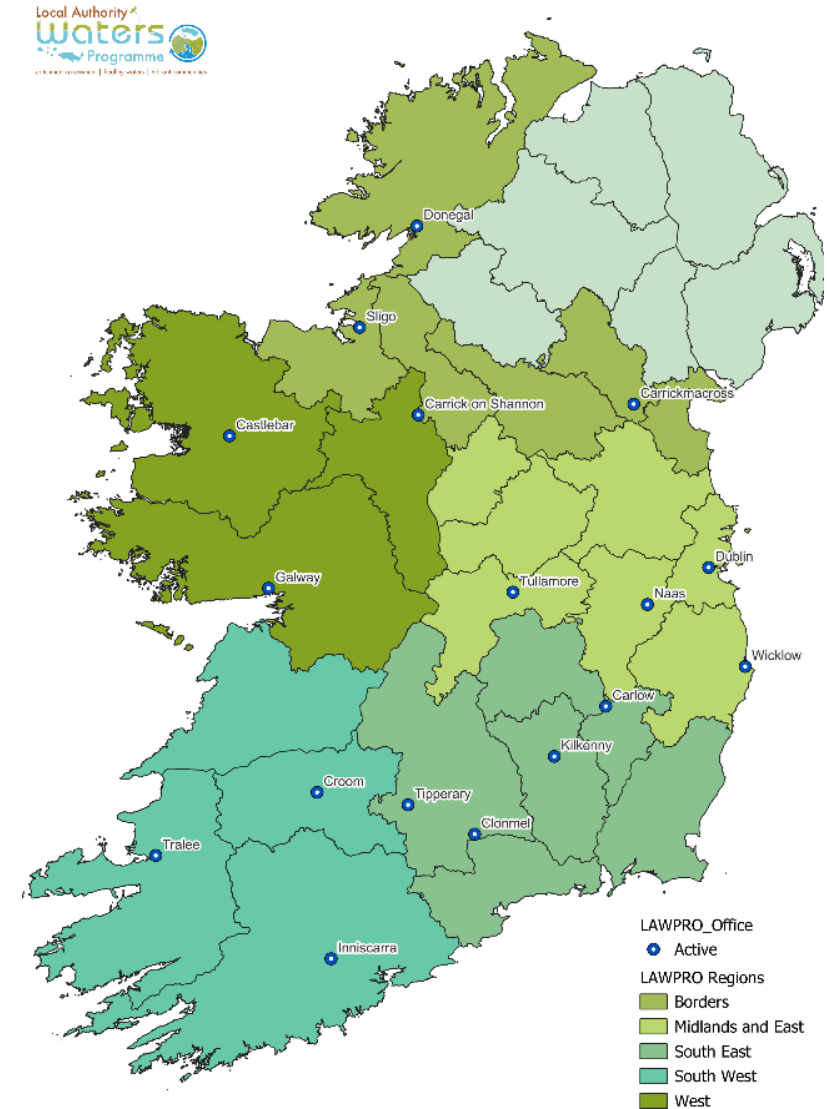 Local Authority
Waters
Programme
Donegal
Sligo
Carrickmacross
Carrick on Shannon
Castlebar
Dublin
Galway
Tullamore
Naas
Wicklow
Carlow
Kilkenny
Croom
Tipperary
Clonmel
Tralee
Inniscarra
LAWPRO_Office
Active
LAWPRO Regions
Borders
Midlands and East
South East
South West
West